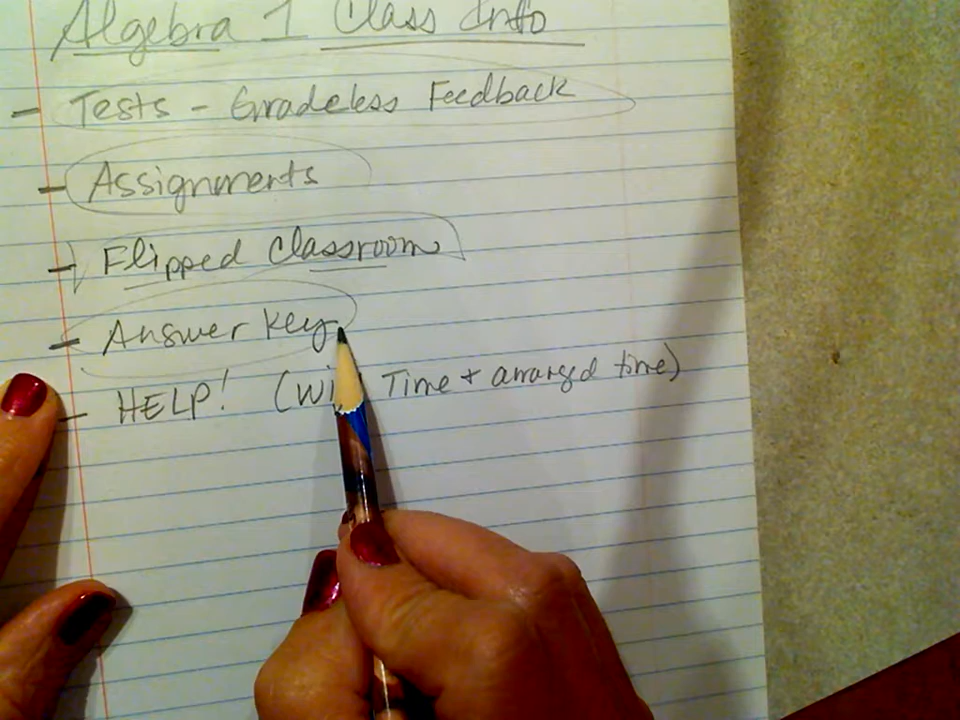 Algebra 1 Class Info
- Tests - Gradeless Feedback
- Assignments
- Flipped Classroom
- Answer Key
- HELP! (Time + arranged time)